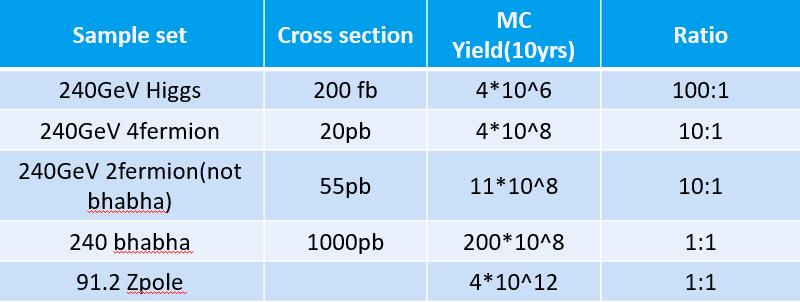 Sample set Cross section MC Yield(10yrs) Ratio
240GeV Higgs 200 fb 4*10^6 100:1
240GeV 4fermion 20pb 4*10^8 10:1
240GeV 2fermion(not bhabha) 55pb 11*10^8 10:1
240 bhabha 1000pb 200*10^8 1:1
91.2 Zpole 4*10^12 1:1